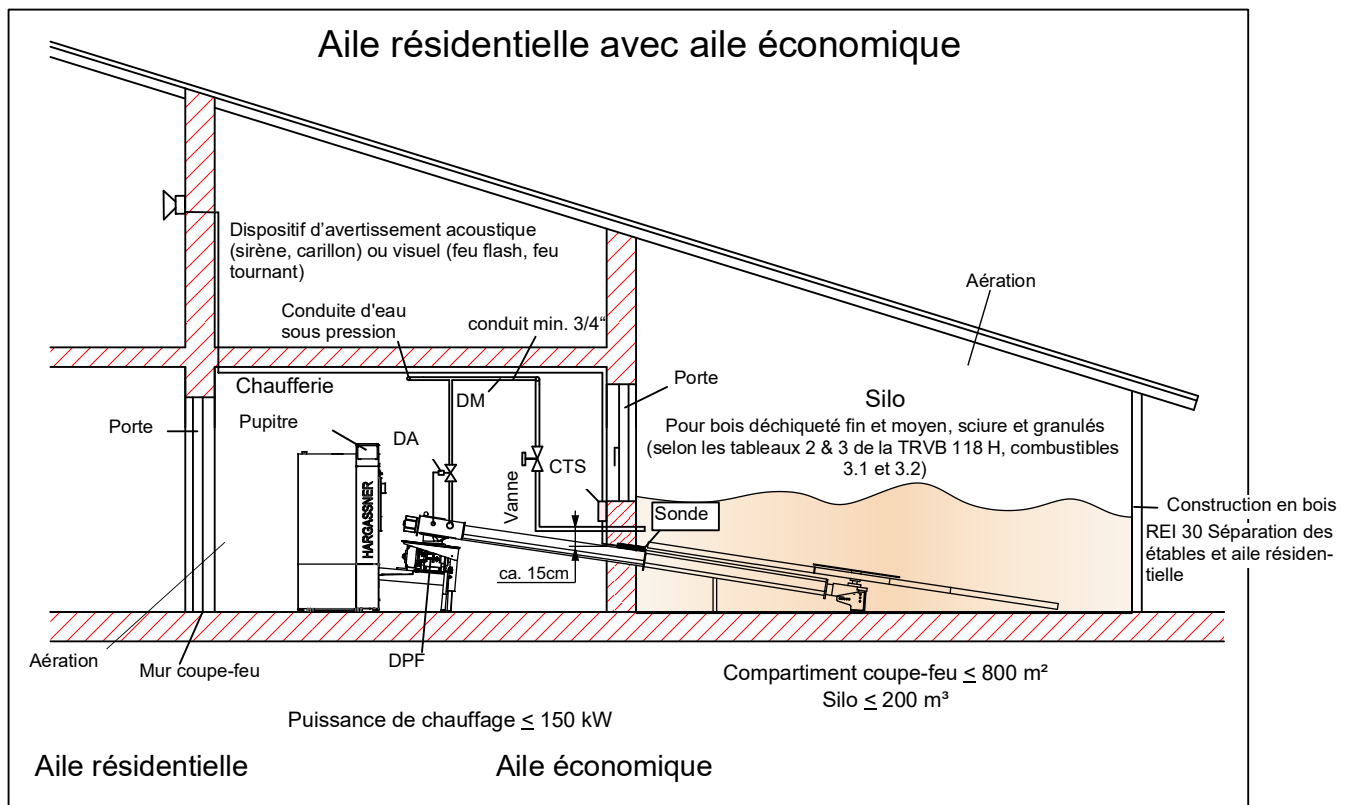 Aile résidentielle avec aile économique
Dispositif d'avertissement acoustique
(sirène, carillon) ou visuel (feu flash, feu
tournant)
Aération
Conduite d'eau
sous pression
conduit min. 3/4“
Chaufferie
DM
Porte
Silo
Pour bois déchiqueté fin et moyen, sciure et granulés
(selon les tableaux 2 & 3 de la TRVB 118 H, combustibles
3.1 et 3.2)
Porte
Pupitre
DA
Vanne
CTS
Sonde
HARGASSNER
ca. 15cm
Construction en bois
REI 30 Séparation des
étables et aile résiden-
tielle
Aération
Mur coupe-feu
DPF
Compartiment coupe-feu ≤ 800 m²
Silo ≤ 200 m³
Puissance de chauffage ≤ 150 kW
Aile résidentielle
Aile économique